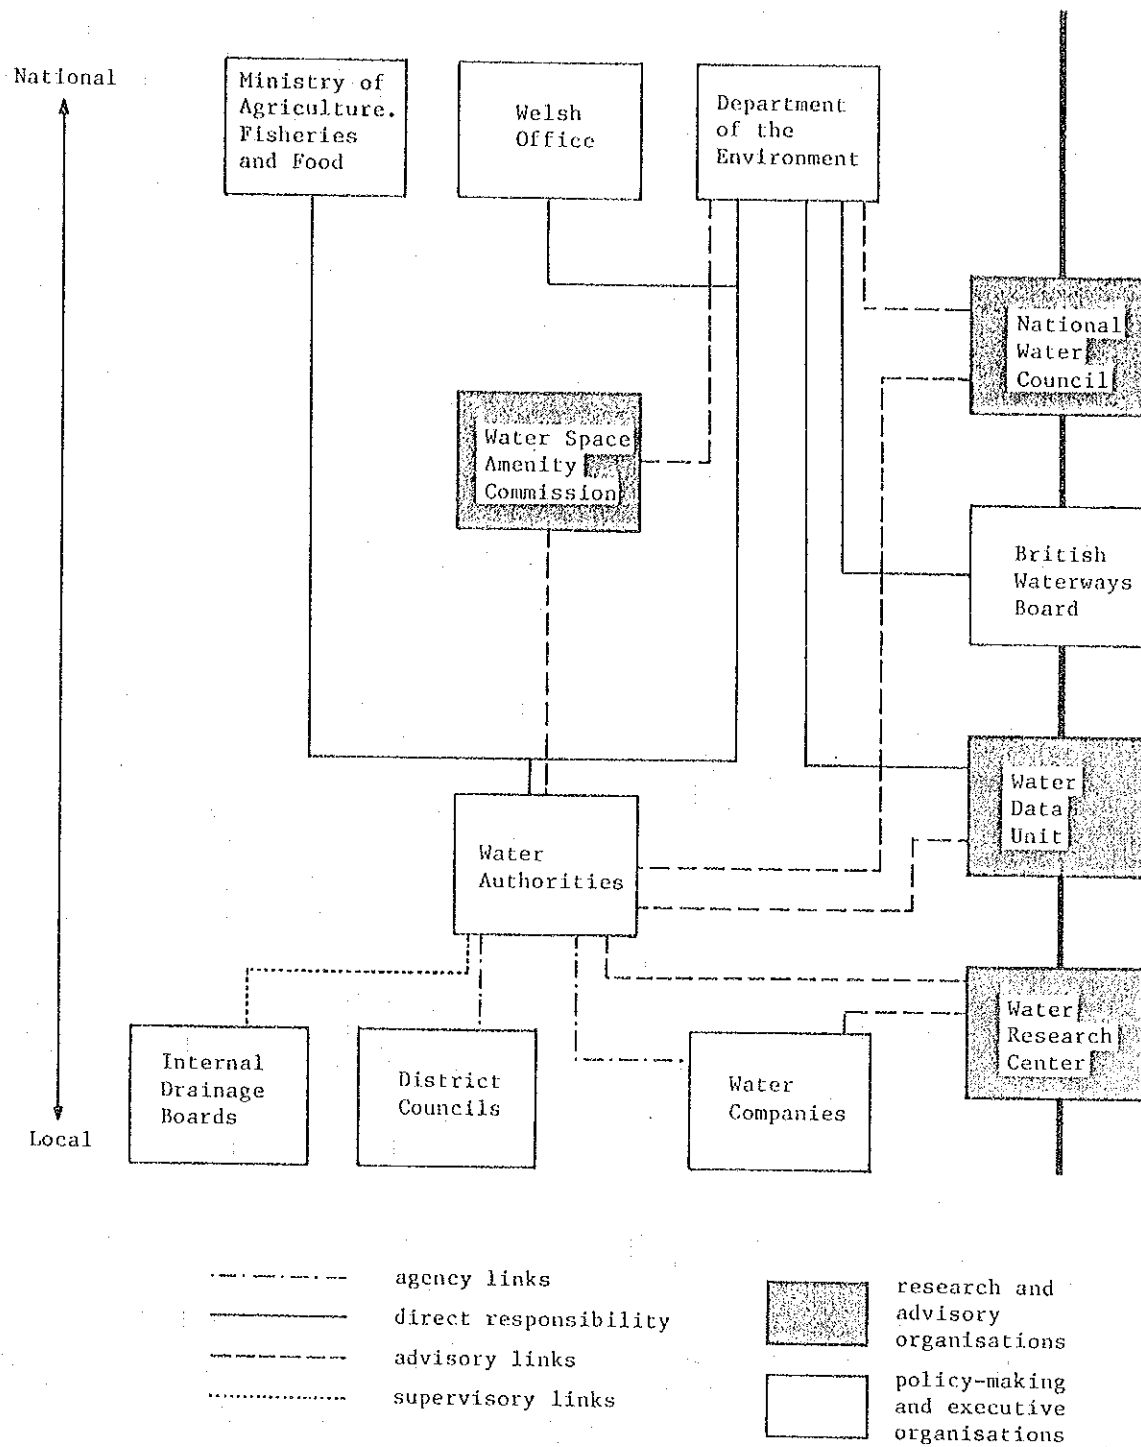 National
Ministry of
Agriculture.
Fisheries
and Food
Welsh
Office
Department
of the
Environment
National
Water
Council
Water Space
Amenity
Commission
British
Waterways
Board
Water
Data
Unit
Water
Authorities
Water
Research
Center
Internal
Drainage
Boards
District
Councils
Water
Companies
Local
agency links
direct responsibility
advisory links
supervisory links
research and
advisory
organisations
policy-making
and executive
organisations